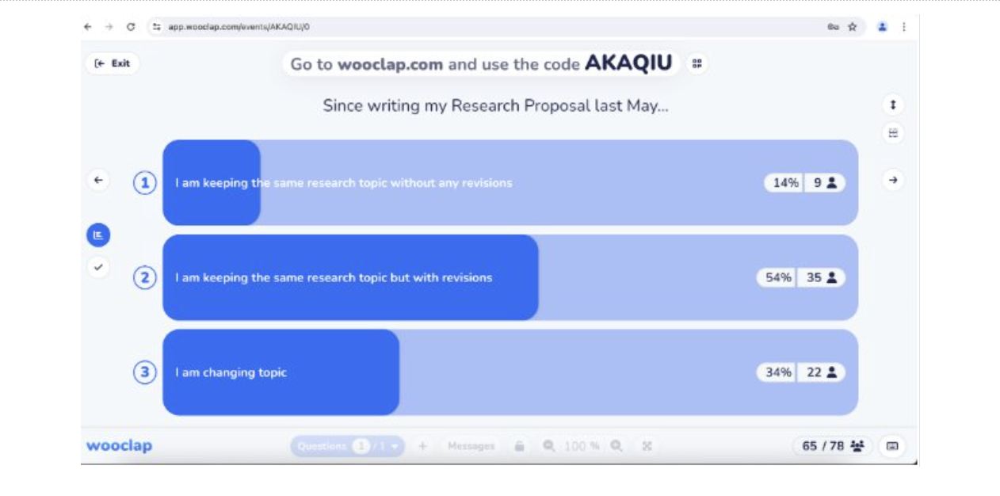 app.wooclap.com/events/AKAQIU/0
Exit
Go to wooclap.com and use the code AKAQIU
Since writing my Research Proposal last May...
1 I am keeping the same research topic without any revisions 14% 9
2 I am keeping the same research topic but with revisions 54% 35
3 I am changing topic 34% 22
wooclap Questions 1 / 1 + Messages 100 % 65 / 78